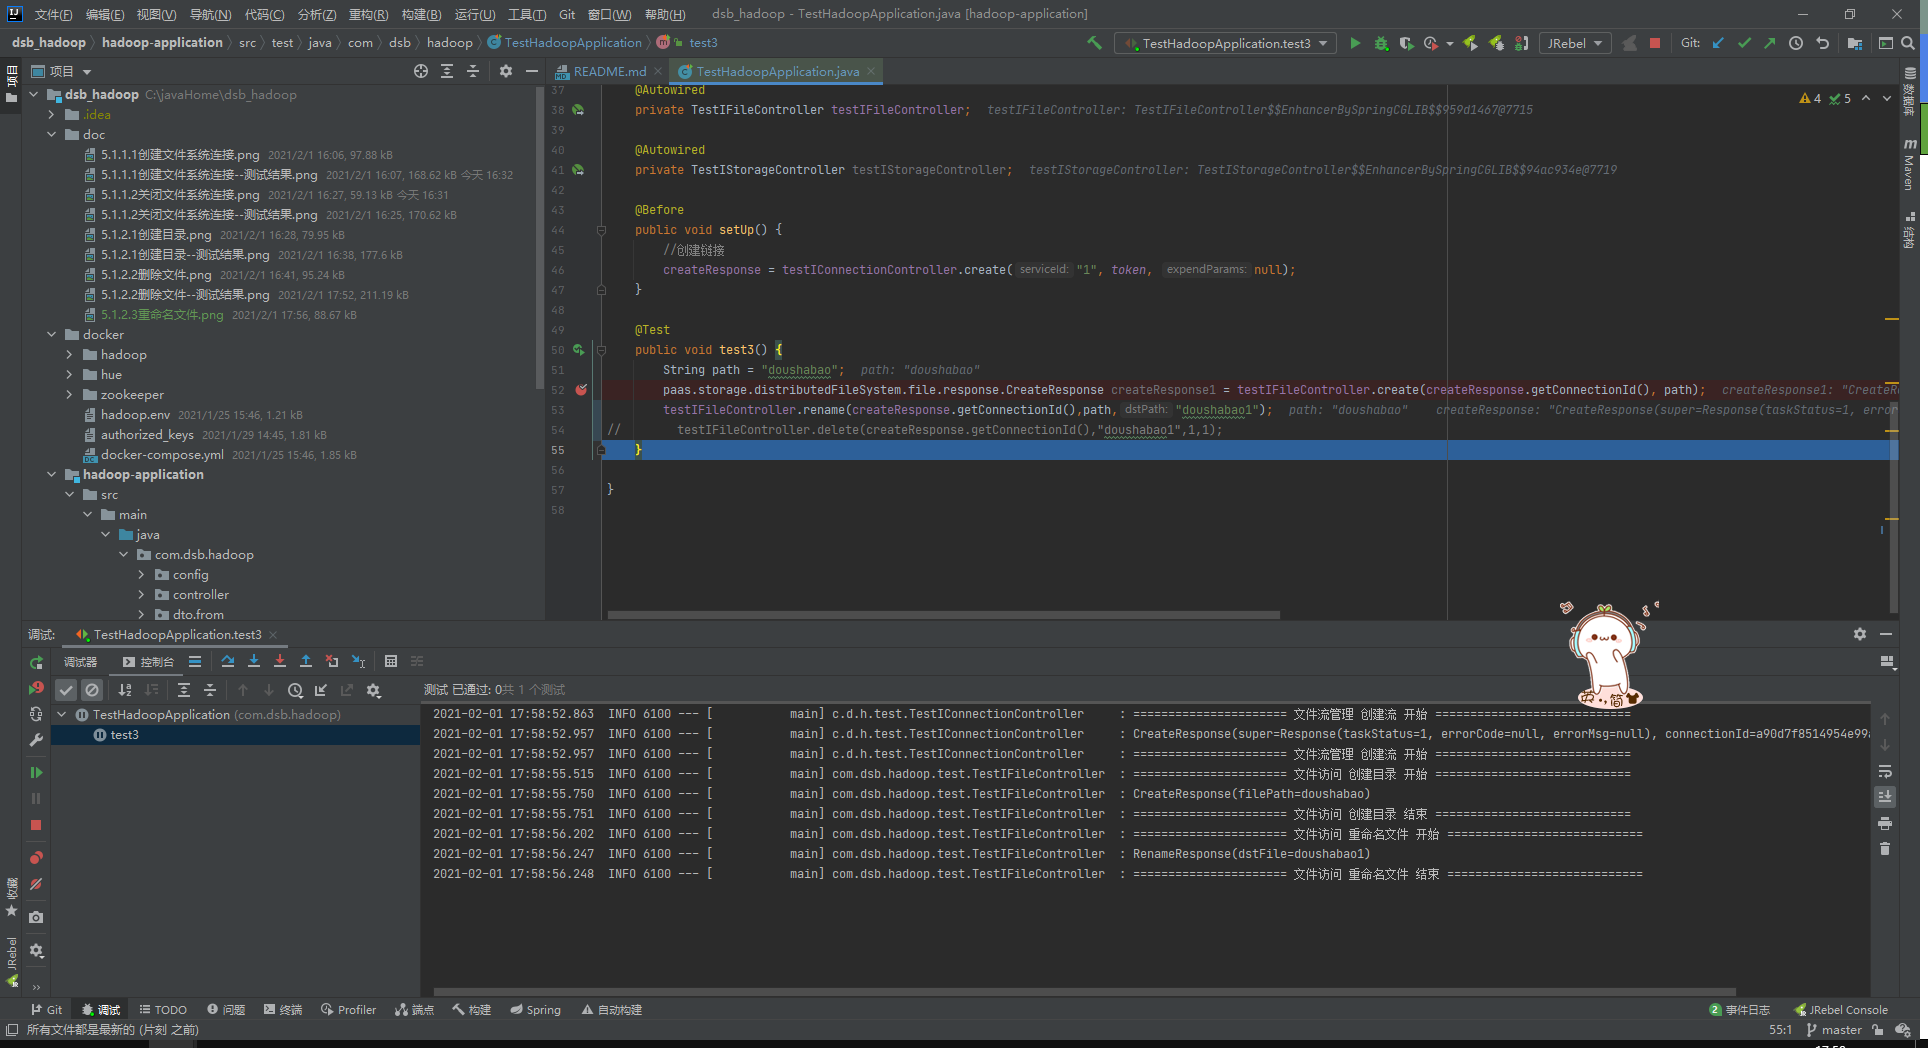 文件(F) 编辑(E) 视图(V) 导航(N) 代码(C) 分析(Z) 重构(R) 构建(B) 运行(U) 工具(T) Git 窗口(W) 帮助(H) dsb_hadoop - TestHadoopApplication.java [hadoop-application]
dsb_hadoop hadoop-application src test java com dsb hadoop TestHadoopApplication test3 TestHadoopApplication.test3 JRebel Git:
项目
README.md TestHadoopApplication.java
dsb_hadoop C:\javaHome\dsb_hadoop
.idea
doc
5.1.1.1创建文件系统连接.png 2021/2/1 16:06, 97.88 kB
5.1.1.1创建文件系统连接--测试结果.png 2021/2/1 16:07, 168.62 kB 今天 16:32
5.1.1.2关闭文件系统连接.png 2021/2/1 16:27, 59.13 kB 今天 16:31
5.1.1.2关闭文件系统连接--测试结果.png 2021/2/1 16:25, 170.62 kB
5.1.2.1创建目录.png 2021/2/1 16:28, 79.95 kB
5.1.2.1创建目录--测试结果.png 2021/2/1 16:38, 177.6 kB
5.1.2.2删除文件.png 2021/2/1 16:41, 95.24 kB
5.1.2.2删除文件--测试结果.png 2021/2/1 17:52, 211.19 kB
5.1.2.3重命名文件.png 2021/2/1 17:56, 88.67 kB
docker
hadoop
hue
zookeeper
hadoop.env 2021/1/25 15:46, 1.21 kB
authorized_keys 2021/1/29 14:45, 1.81 kB
docker-compose.yml 2021/1/25 15:46, 1.85 kB
hadoop-application
src
main
java
com.dsb.hadoop
config
controller
dto.from
37 @Autowired
38 private TestIFileController testIFileController; testIFileController: TestIFileController$$EnhancerBySpringCGLIB$$959d1467@7715
39
40 @Autowired
41 private TestIStorageController testIStorageController; testIStorageController: TestIStorageController$$EnhancerBySpringCGLIB$$94ac934e@7719
42
43 @Before
44 public void setUp() {
45 //创建链接
46 createResponse = testIConnectionController.create( serviceId: "1", token, expendParams: null);
47 }
48
49 @Test
50 public void test3() {
51 String path = "doushabao"; path: "doushabao"
52 paas.storage.distributedFileSystem.file.response.CreateResponse createResponse1 = testIFileController.create(createResponse.getConnectionId(), path); createResponse1: "CreateR
53 testIFileController.rename(createResponse.getConnectionId(),path, dstPath: "doushabao1"); path: "doushabao" createResponse: "CreateResponse(super=Response(taskStatus=1, error
54 // testIFileController.delete(createResponse.getConnectionId(),"doushabao1",1,1);
55 }
56
57 }
58
4 5
项目
数据库
Maven
结构
收藏
JRebel
调试: TestHadoopApplication.test3
调试器 控制台
测试 已通过: 0共 1 个测试
TestHadoopApplication (com.dsb.hadoop)
test3
2021-02-01 17:58:52.863 INFO 6100 --- [ main] c.d.h.test.TestIConnectionController : ====================== 文件流管理 创建流 开始 ============================
2021-02-01 17:58:52.957 INFO 6100 --- [ main] c.d.h.test.TestIConnectionController : CreateResponse(super=Response(taskStatus=1, errorCode=null, errorMsg=null), connectionId=a90d7f8514954e99a
2021-02-01 17:58:52.957 INFO 6100 --- [ main] c.d.h.test.TestIConnectionController : ====================== 文件流管理 创建流 开始 ============================
2021-02-01 17:58:55.515 INFO 6100 --- [ main] com.dsb.hadoop.test.TestIFileController : ====================== 文件访问 创建目录 开始 ============================
2021-02-01 17:58:55.750 INFO 6100 --- [ main] com.dsb.hadoop.test.TestIFileController : CreateResponse(filePath=doushabao)
2021-02-01 17:58:55.751 INFO 6100 --- [ main] com.dsb.hadoop.test.TestIFileController : ====================== 文件访问 创建目录 结束 ============================
2021-02-01 17:58:56.202 INFO 6100 --- [ main] com.dsb.hadoop.test.TestIFileController : ====================== 文件访问 重命名文件 开始 ============================
2021-02-01 17:58:56.247 INFO 6100 --- [ main] com.dsb.hadoop.test.TestIFileController : RenameResponse(dstFile=doushabao1)
2021-02-01 17:58:56.248 INFO 6100 --- [ main] com.dsb.hadoop.test.TestIFileController : ====================== 文件访问 重命名文件 结束 ============================
英 简
Git 调试 TODO 问题 终端 Profiler 端点 构建 Spring 自动构建 2 事件日志 JRebel Console
所有文件都是最新的 (片刻 之前) 55:1 master